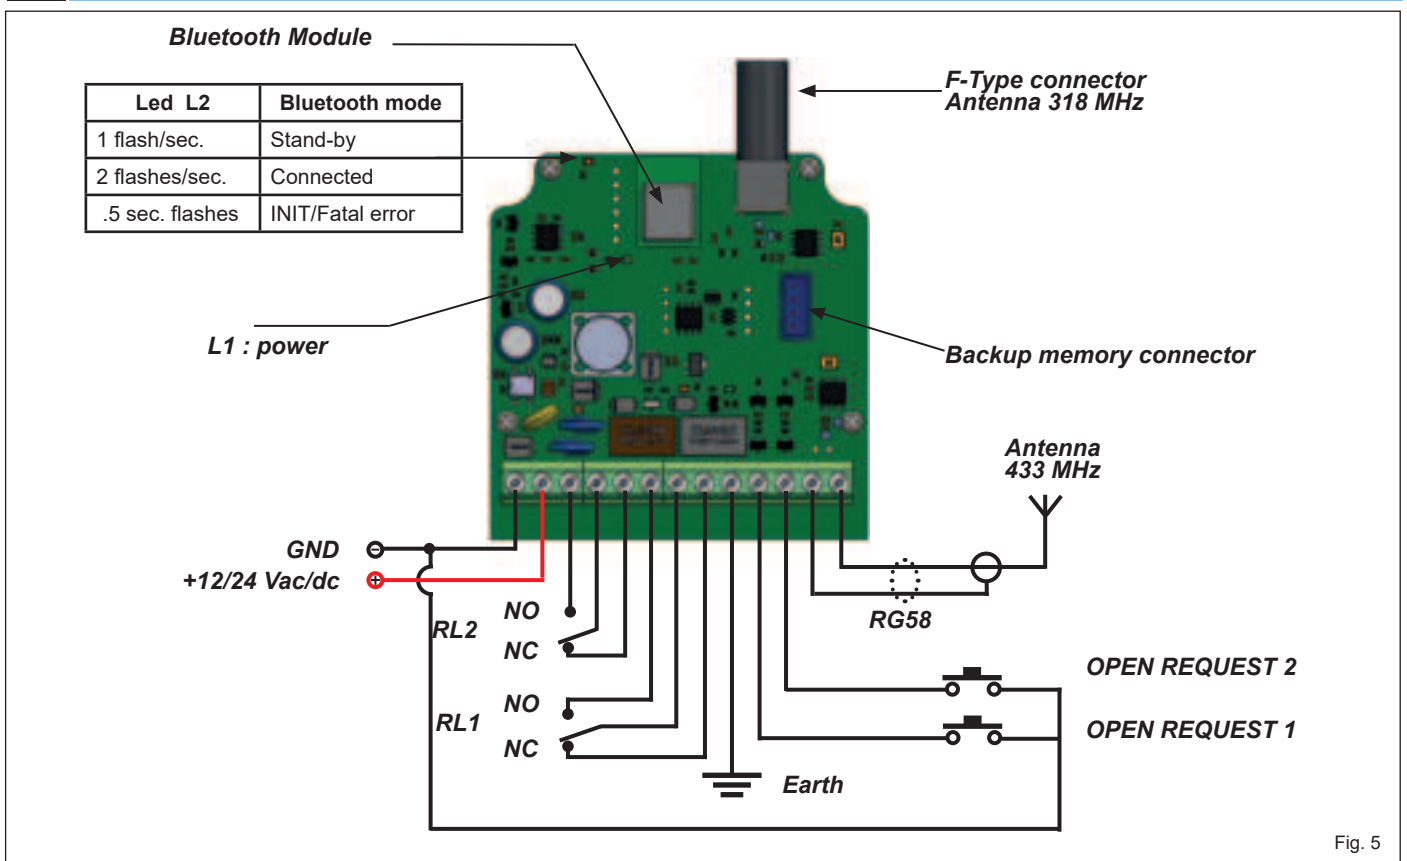 Bluetooth Module
F-Type connector
Antenna 318 MHz
Led L2 Bluetooth mode
1 flash/sec. Stand-by
2 flashes/sec. Connected
.5 sec. flashes INIT/Fatal error
L1 : power
Backup memory connector
Antenna
433 MHz
GND
+12/24 Vac/dc
RG58
RL2
NO
NC
RL1
NO
NC
OPEN REQUEST 2
OPEN REQUEST 1
Earth
Fig. 5